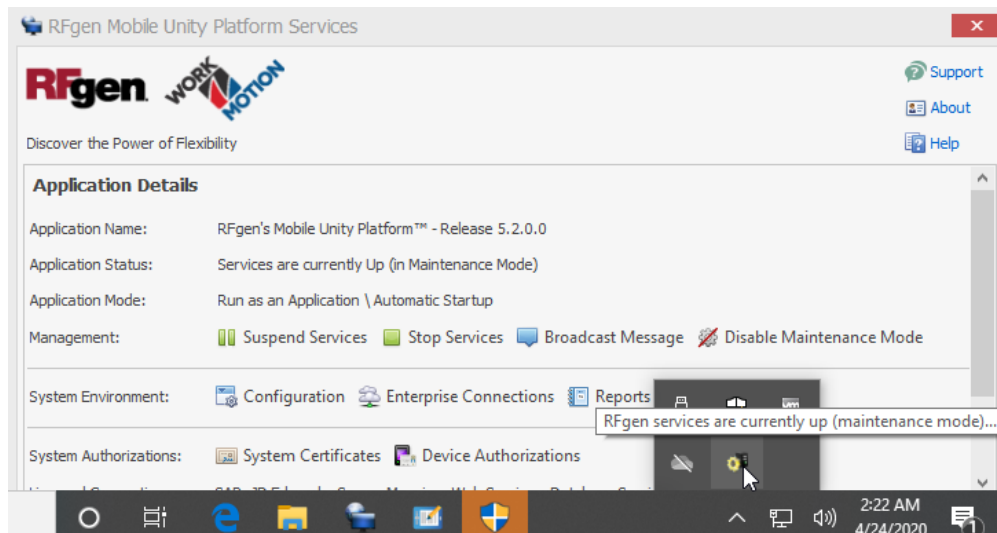 RFgen Mobile Unity Platform Services
RFgen
WORK
MOTION
IN
Support
About
Discover the Power of Flexibility
Help
Application Details
Application Name: RFgen's Mobile Unity Platform™ - Release 5.2.0.0
Application Status: Services are currently Up (in Maintenance Mode)
Application Mode: Run as an Application \ Automatic Startup
Management: Suspend Services Stop Services Broadcast Message Disable Maintenance Mode
System Environment: Configuration Enterprise Connections Reports
vm
RFgen services are currently up (maintenance mode)...
System Authorizations: System Certificates Device Authorizations
2:22 AM
4/24/2020
1